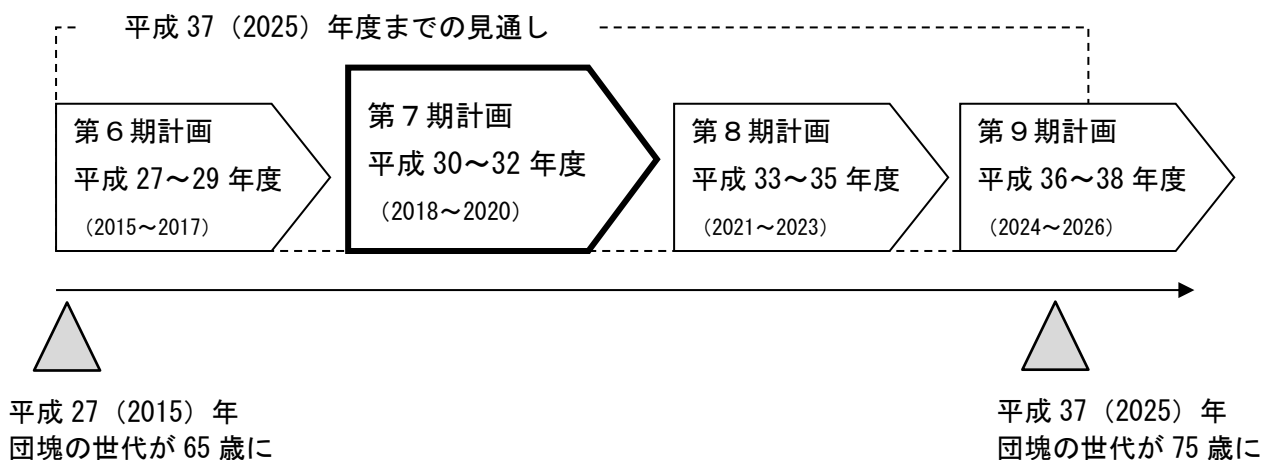 平成 37（2025）年度までの見通し
第６期計画
平成 27～29 年度
（2015～2017）
第７期計画
平成 30～32 年度
（2018～2020）
第８期計画
平成 33～35 年度
（2021～2023）
第９期計画
平成 36～38 年度
（2024～2026）
平成 27（2015）年
団塊の世代が 65 歳に
平成 37（2025）年
団塊の世代が 75 歳に